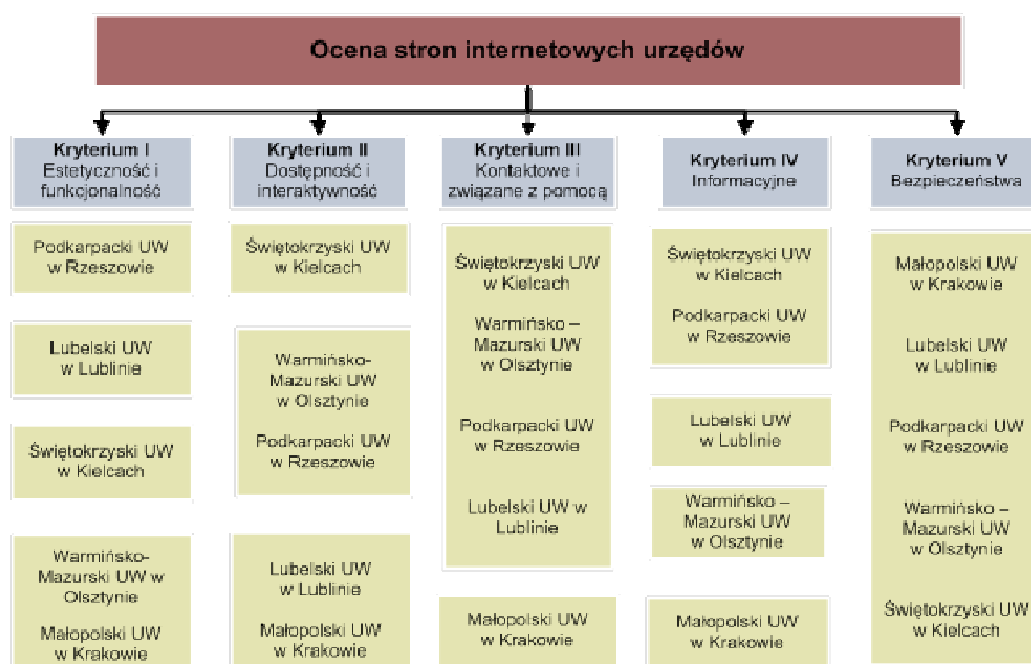 Ocena stron internetowych urzędów
Kryterium I
Estetyczność i
funkcjonalność
Podkarpacki UW
w Rzeszowie
Lubelski UW
w Lublinie
Świętokrzyski UW
w Kielcach
Warmińsko-
Mazurski UW w
Olsztynie
Małopolski UW
w Krakowie
Kryterium II
Dostępność i
interaktywność
Świętokrzyski UW
w Kielcach
Warmińsko-
Mazurski UW
w Olsztynie
Podkarpacki UW
w Rzeszowie
Lubelski UW
w Lublinie
Małopolski UW
w Krakowie
Kryterium III
Kontaktowe i
związane z pomocą
Świętokrzyski UW
w Kielcach
Warmińsko –
Mazurski UW
w Olsztynie
Podkarpacki UW
w Rzeszowie
Lubelski UW w
Lublinie
Małopolski UW
w Krakowie
Kryterium IV
Informacyjne
Świętokrzyski UW
w Kielcach
Podkarpacki UW
w Rzeszowie
Lubelski UW
w Lublinie
Warmińsko –
Mazurski UW
w Olsztynie
Małopolski UW
w Krakowie
Kryterium V
Bezpieczeństwa
Małopolski UW
w Krakowie
Lubelski UW
w Lublinie
Podkarpacki UW
w Rzeszowie
Warmińsko –
Mazurski UW
w Olsztynie
Świętokrzyski UW
w Kielcach